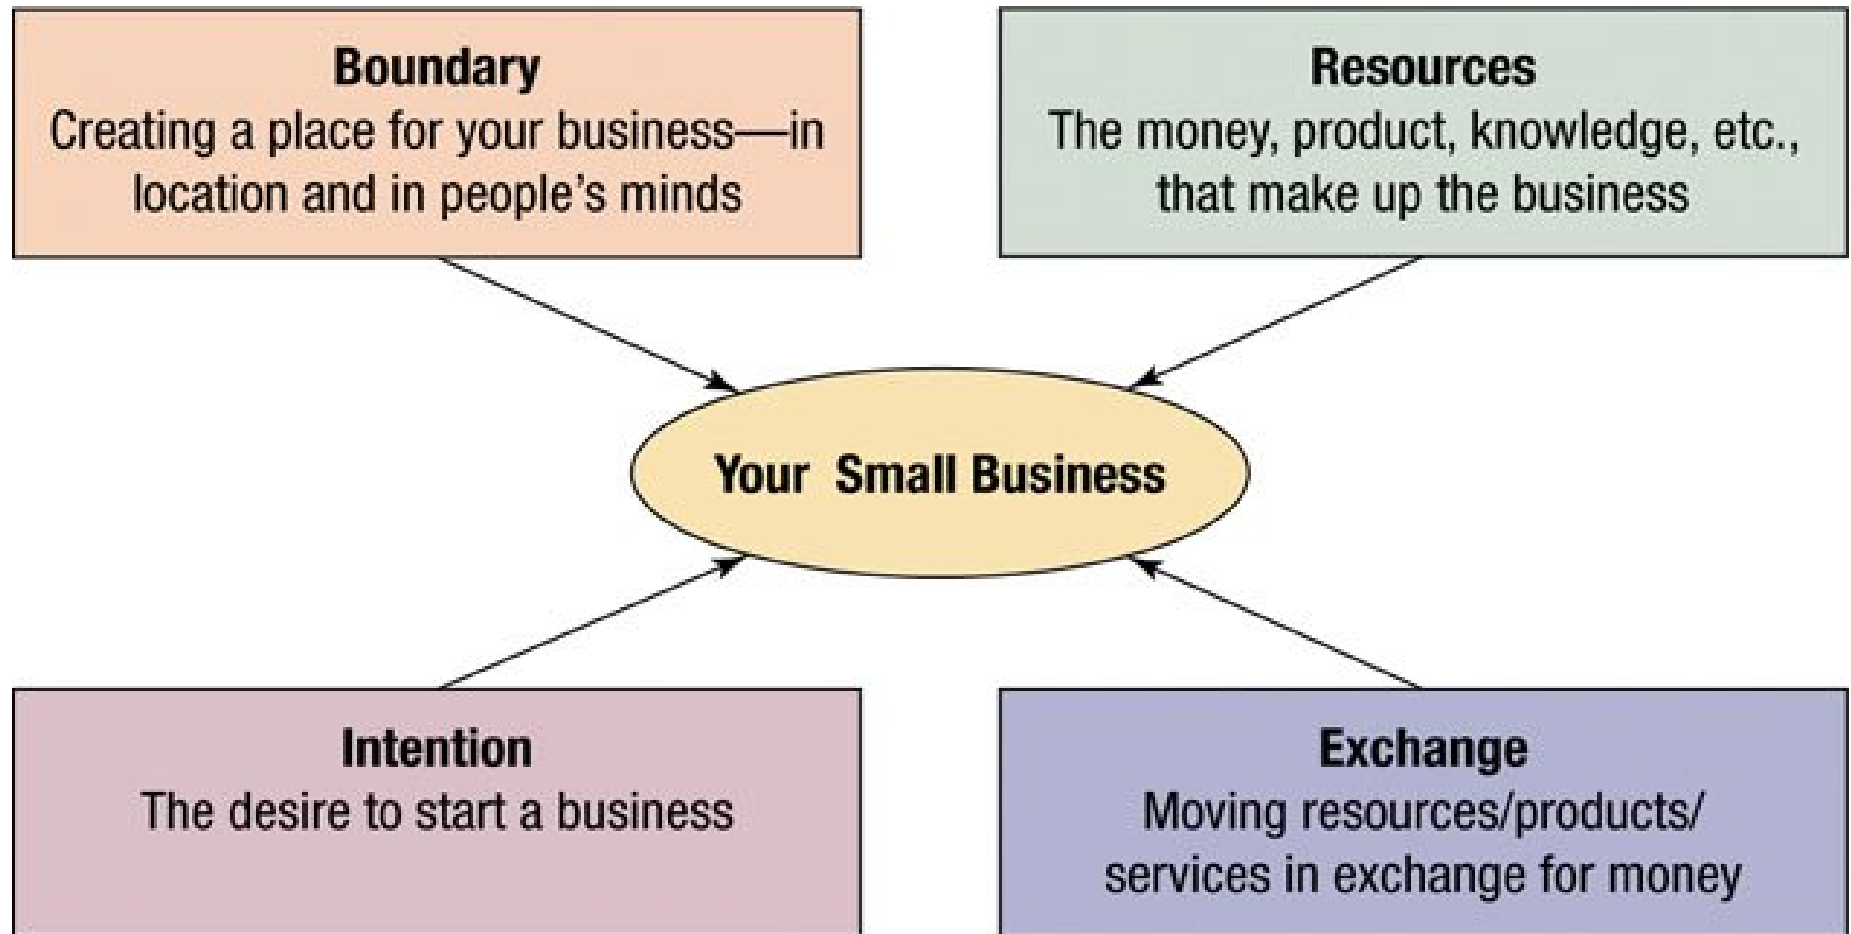 Boundary
Creating a place for your business—in
location and in people's minds
Resources
The money, product, knowledge, etc.,
that make up the business
Your Small Business
Intention
The desire to start a business
Exchange
Moving resources/products/
services in exchange for money